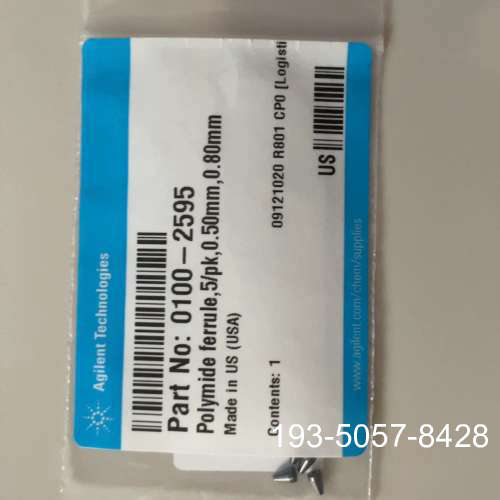 Agilent Technologies
Part No: 0100-2595
Polymide ferrule,5/pk,0.50mm,0.80mm
Made in US (USA)
Contents: 1
09121020 R801 CP0 [Logisti
US
www.agilent.com/chem/supplies
193-5057-8428